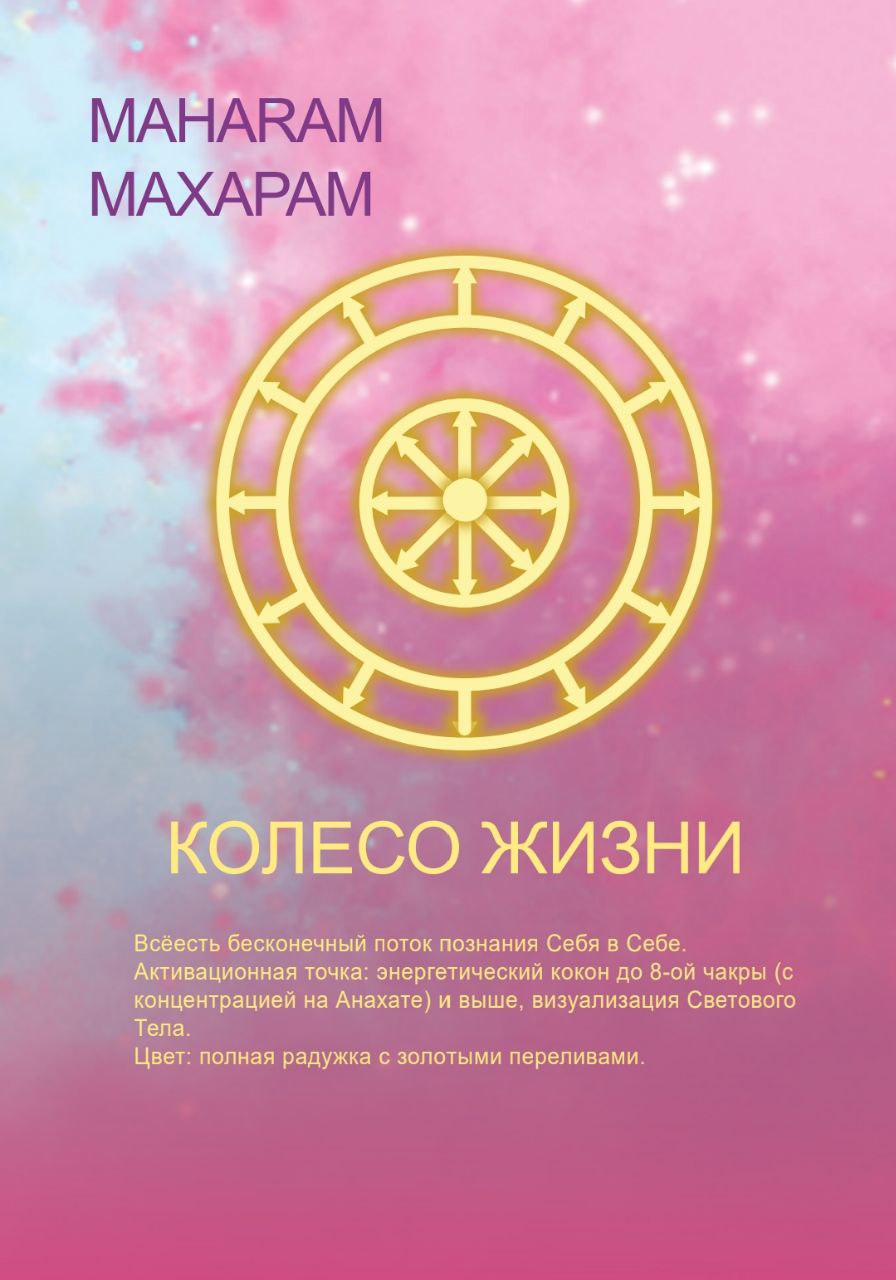 MAHARAM
МАХАРАМ
КОЛЕСО ЖИЗНИ
Всёесть бесконечный поток познания Себя в Себе.
Активационная точка: энергетический кокон до 8-ой чакры (с
концентрацией на Анахате) и выше, визуализация Светового
Тела.
Цвет: полная радужка с золотыми переливами.